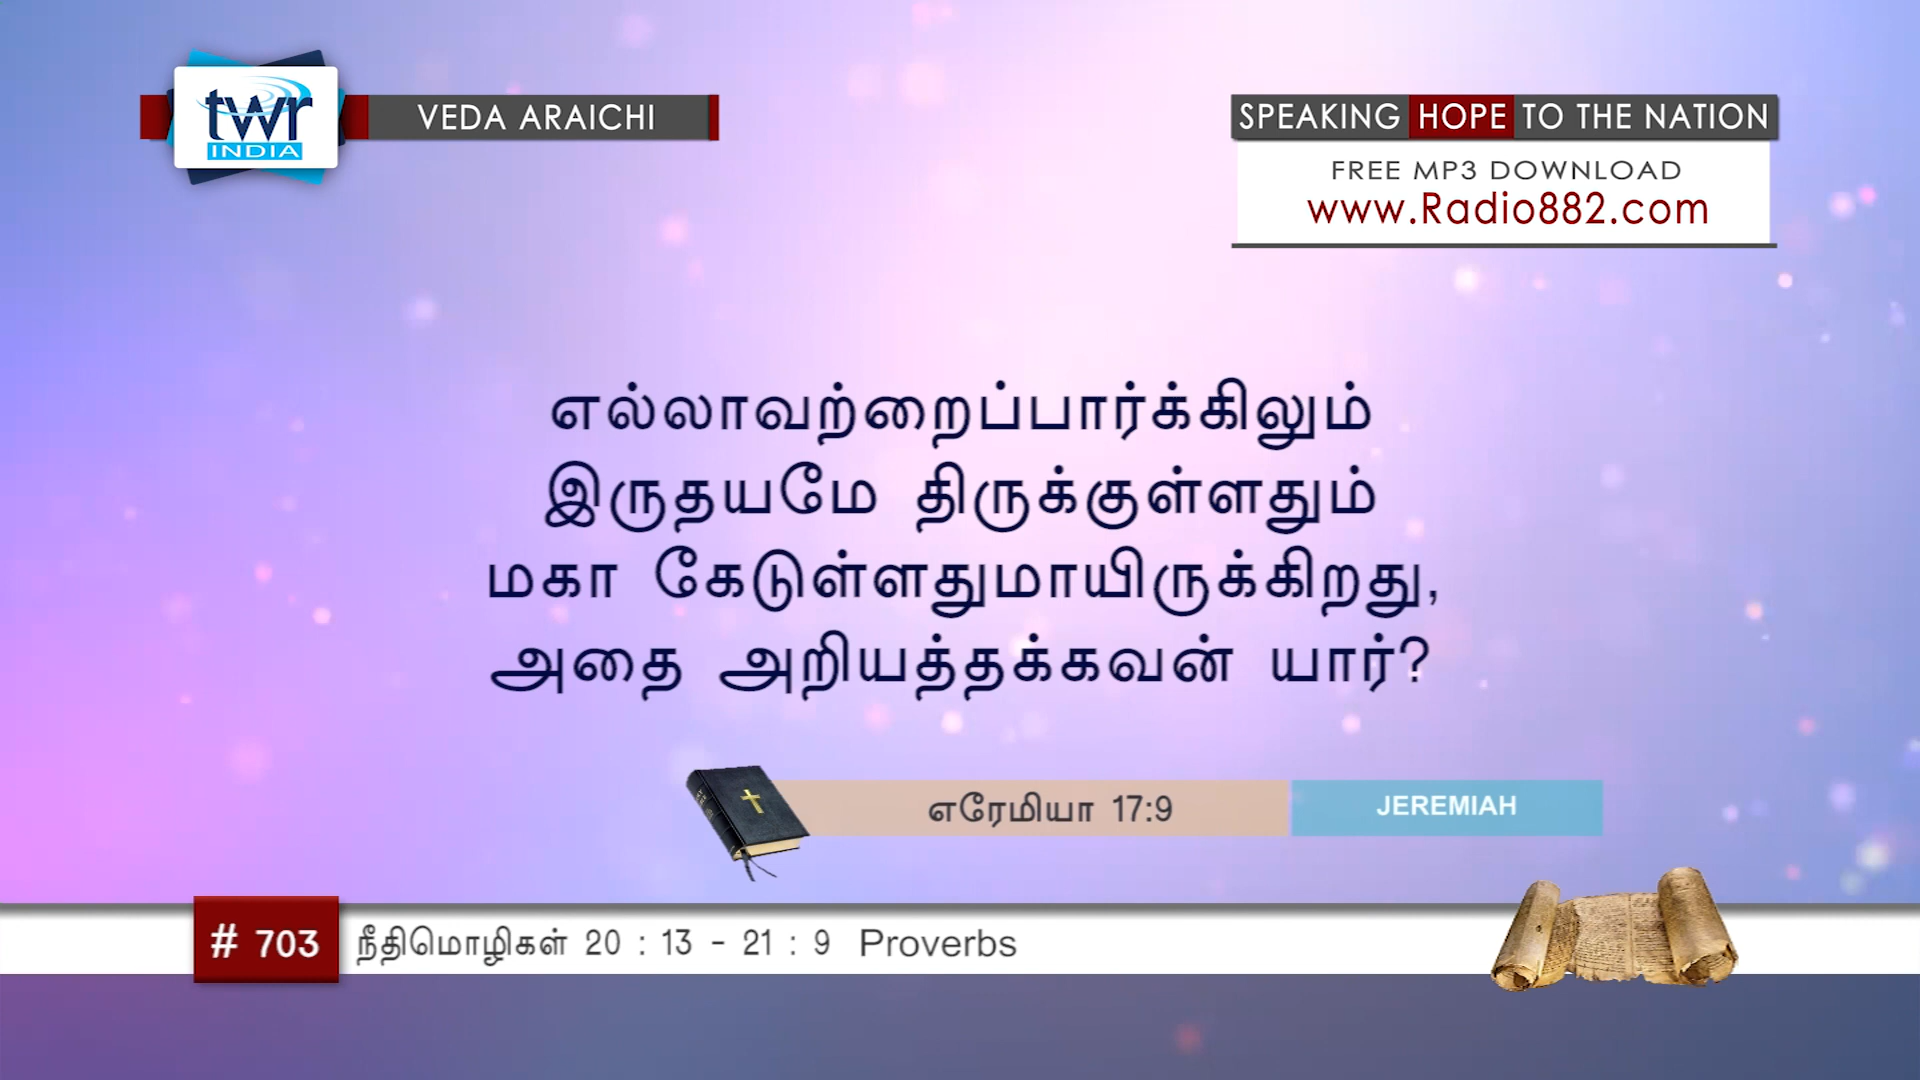 twr
INDIA
VEDA ARAICHI
SPEAKING HOPE TO THE NATION
FREE MP3 DOWNLOAD
www.Radio882.com
எல்லாவற்றைப்பார்க்கிலும்
இருதயமே திருக்குள்ளதும்
மகா கேடுள்ளதுமாயிருக்கிறது,
அதை அறியத்தக்கவன் யார்?
எரேமியா 17:9
JEREMIAH
# 703
நீதிமொழிகள் 20 : 13 - 21 : 9 Proverbs